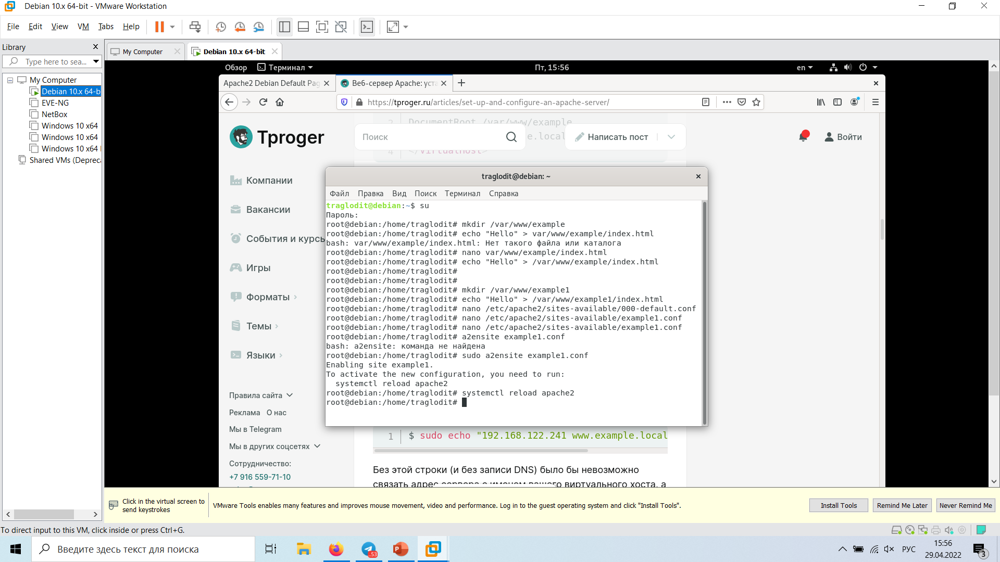 Debian 10.x 64-bit - VMware Workstation
File Edit View VM Tabs Help
Library
Type here to sea...
My Computer
Debian 10.x 64-b
EVE-NG
NetBox
Windows 10 x64
Windows 10 x64
Windows 10 x64
Shared VMs (Depreca
My Computer
Debian 10.x 64-bit
Обзор Терминал Пт, 15:56 en
Apache2 Debian Default Pag
Веб-сервер Apache: уста
https://tproger.ru/articles/set-up-and-configure-an-apache-server/
DocumentRoot /var/www/example
Tproger Поиск e.local Написать пост Войти
4 </VirtualHost>
Компании
Вакансии
События и курсы
Игры
Форматы
Темы
Языки
Правила сайта
Реклама О нас
Мы в Telegram
Мы в других соцсетях
Сотрудничество:
+7 916 559-71-10
traglodit@debian: ~
Файл Правка Вид Поиск Терминал Справка
traglodit@debian:~$ su
Пароль:
root@debian:/home/traglodit# mkdir /var/www/example
root@debian:/home/traglodit# echo "Hello" > var/www/example/index.html
bash: var/www/example/index.html: Нет такого файла или каталога
root@debian:/home/traglodit# nano var/www/example/index.html
root@debian:/home/traglodit# echo "Hello" > /var/www/example/index.html
root@debian:/home/traglodit#
root@debian:/home/traglodit#
root@debian:/home/traglodit# mkdir /var/www/example1
root@debian:/home/traglodit# echo "Hello" > /var/www/example1/index.html
root@debian:/home/traglodit# nano /etc/apache2/sites-available/000-default.conf
root@debian:/home/traglodit# nano /etc/apache2/sites-available/example1.conf
root@debian:/home/traglodit# nano /etc/apache2/sites-available/example1.conf
root@debian:/home/traglodit# a2ensite example1.conf
bash: a2ensite: команда не найдена
root@debian:/home/traglodit# sudo a2ensite example1.conf
Enabling site example1.
To activate the new configuration, you need to run:
systemctl reload apache2
root@debian:/home/traglodit# systemctl reload apache2
root@debian:/home/traglodit#
1 $ sudo echo "192.168.122.241 www.example.local
Без этой строки (и без записи DNS) было бы невозможно
связать адрес сервера с именем вашего виртуального хоста, а
Click in the virtual screen to
send keystrokes
VMware Tools enables many features and improves mouse movement, video and performance. Log in to the guest operating system and click "Install Tools".
Install Tools Remind Me Later Never Remind Me
To direct input to this VM, click inside or press Ctrl+G.
Введите здесь текст для поиска
..53
РУС
15:56
29.04.2022
3